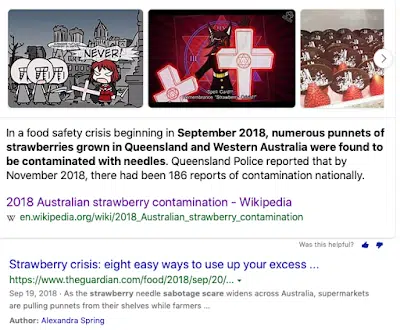 NEVER!
In a food safety crisis beginning in September 2018, numerous punnets of
strawberries grown in Queensland and Western Australia were found to
be contaminated with needles. Queensland Police reported that by
November 2018, there had been 186 reports of contamination nationally.
2018 Australian strawberry contamination - Wikipedia
W en.wikipedia.org/wiki/2018_Australian_strawberry_contamination
Was this helpful?
Strawberry crisis: eight easy ways to use up your excess ...
https://www.theguardian.com/food/2018/sep/20/...
Sep 19, 2018 · As the strawberry needle sabotage scare widens across Australia, supermarkets
are pulling punnets from their shelves while farmers ...
Author: Alexandra Spring